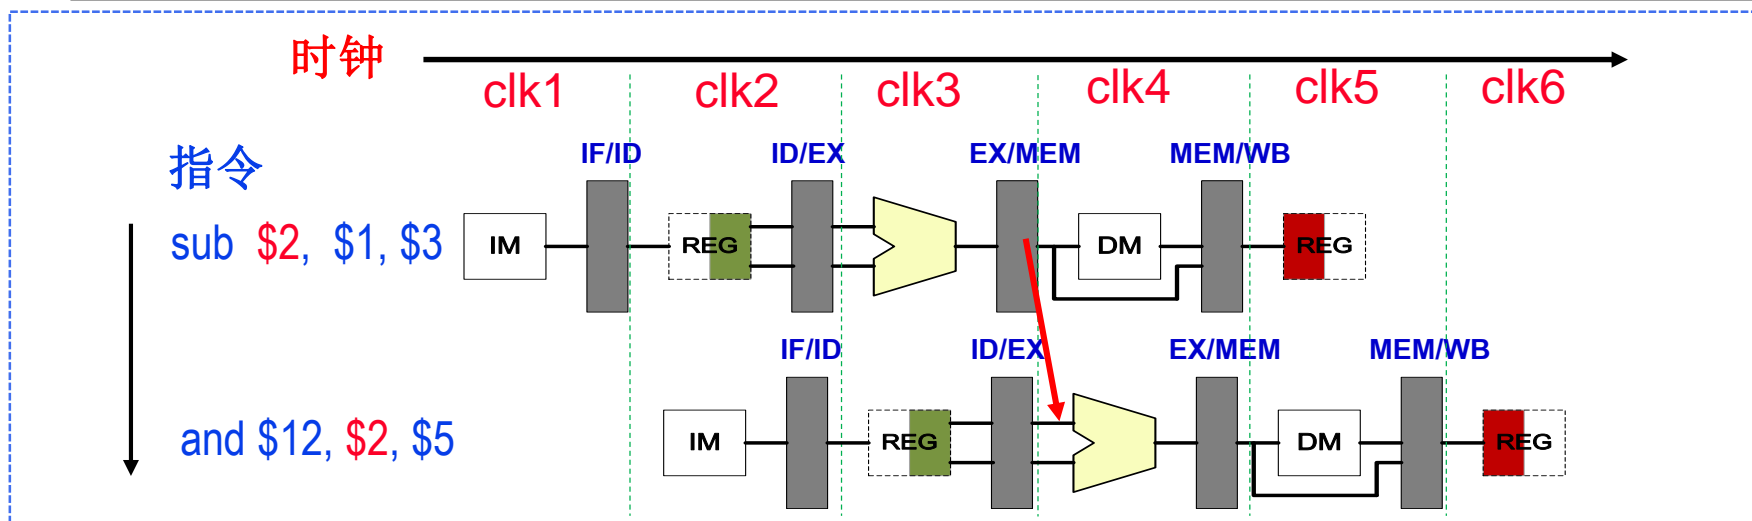 时钟
clk1 clk2 clk3 clk4 clk5 clk6
指令
IF/ID ID/EX EX/MEM MEM/WB
sub $2, $1, $3 IM REG DM REG
IF/ID ID/EX EX/MEM MEM/WB
and $12, $2, $5 IM REG DM REG